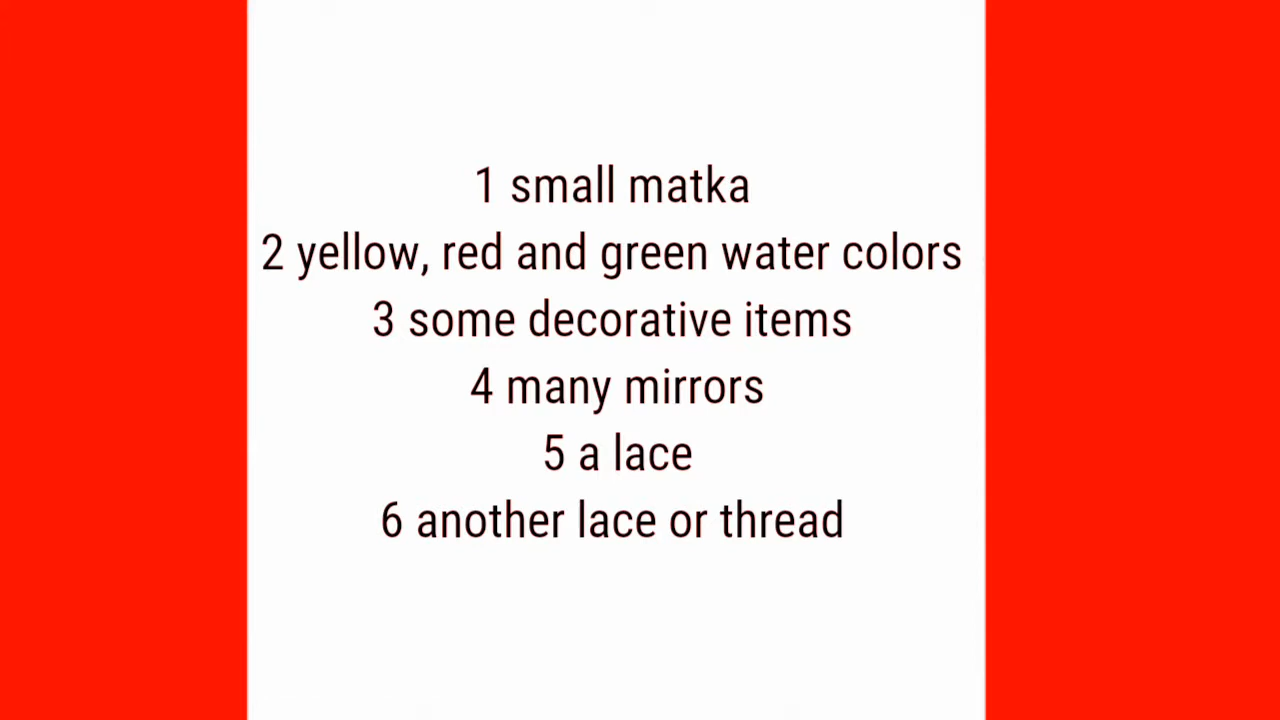 1 small matka
2 yellow, red and green water colors
3 some decorative items
4 many mirrors
5 a lace
6 another lace or thread